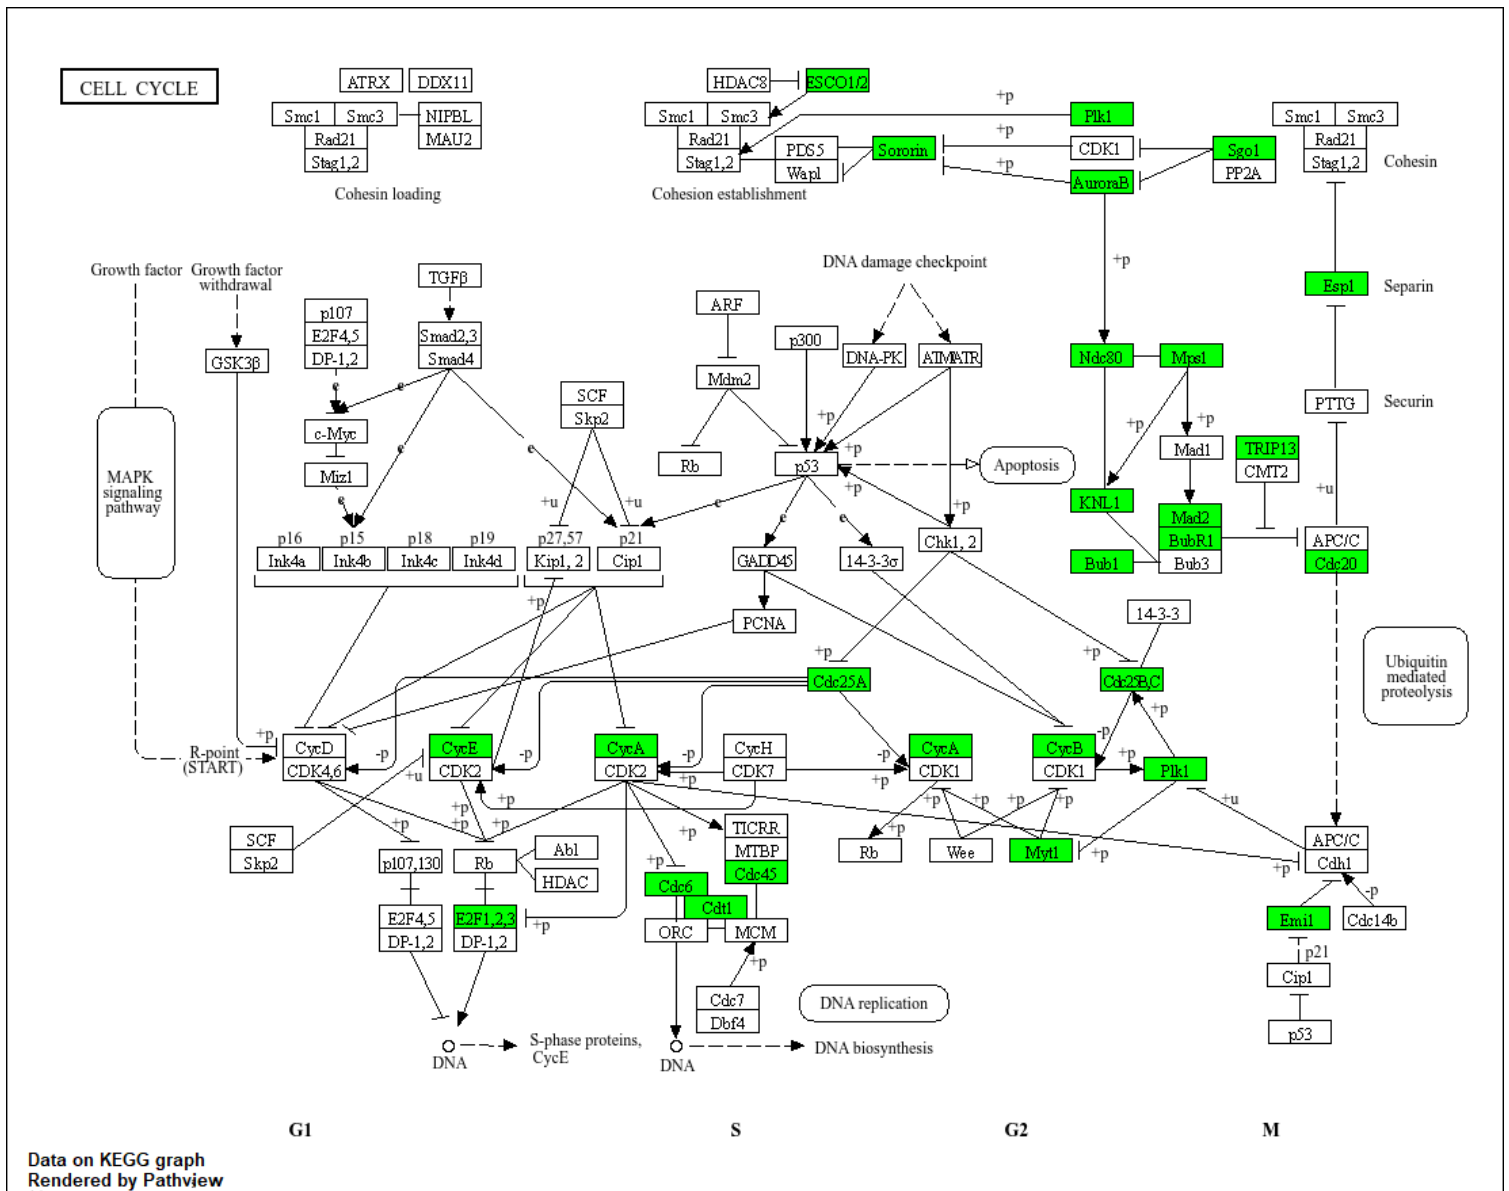 CELL CYCLE
ATRX
DDX11
Smc1
Smc3
NIPBL
Rad21
MAU2
Stag1,2
Cohesin loading
HDAC8
ESCO1/2
Smc1
Smc3
Rad21
Stag1,2
PDS5
Wapl
Sororin
Cohesion establishment
+p
Plk1
+p
CDK1
+p
AuroraB
Sgo1
PP2A
Smc1
Smc3
Rad21
Stag1,2
Cohesin
+p
Growth factor
Growth factor
withdrawal
GSK3β
p107
E2F4,5
DP-1,2
TGFβ
Smad2,3
Smad4
e
e
c-Myc
Miz1
e
e
e
SCF
Skp2
+u
+u
ARF
Mdm2
Rb
p300
DNA damage checkpoint
DNA-PK
ATM/ATR
+p
+p
p53
+p
+p
Apoptosis
e
e
e
Ndc80
Mps1
+p
+p
Mad1
TRIP13
CMT2
KNL1
Mad2
BubR1
Bub3
Bub1
Esp1
Separin
PTTG
Securin
+u
APC/C
Cdc20
MAPK
signaling
pathway
p16
Ink4a
p15
Ink4b
p18
Ink4c
p19
Ink4d
p27,57
Kip1, 2
p21
Cip1
+p
GADD45
14-3-3σ
Chk1, 2
PCNA
14-3-3
+p
Cdc25A
+p
Cdc25B,C
+p
Ubiquitin
mediated
proteolysis
R-point
(START)
+p
CycD
CDK4,6
-p
CycE
CDK2
-p
+u
CycA
CDK2
-p
+p
CycH
CDK7
-p
+p
CycA
CDK1
CycB
CDK1
-p
+p
Plk1
+u
+p
+p
+p
+p
SCF
Skp2
p107,130
Rb
Abl
HDAC
+p
+p
TICRR
MTBP
Cdc45
Cdc6
Cdt1
ORC
MCM
+p
Cdc7
Dbf4
+p
+p
+p
+p
Rb
Wee
Myt1
+p
+p
APC/C
Cdh1
-p
Emi1
Cdc14b
p21
Cip1
p53
E2F4,5
DP-1,2
E2F1,2,3
DP-1,2
+p
DNA
S-phase proteins,
CycE
DNA
DNA replication
DNA biosynthesis
G1
S
G2
M
Data on KEGG graph
Rendered by Pathview